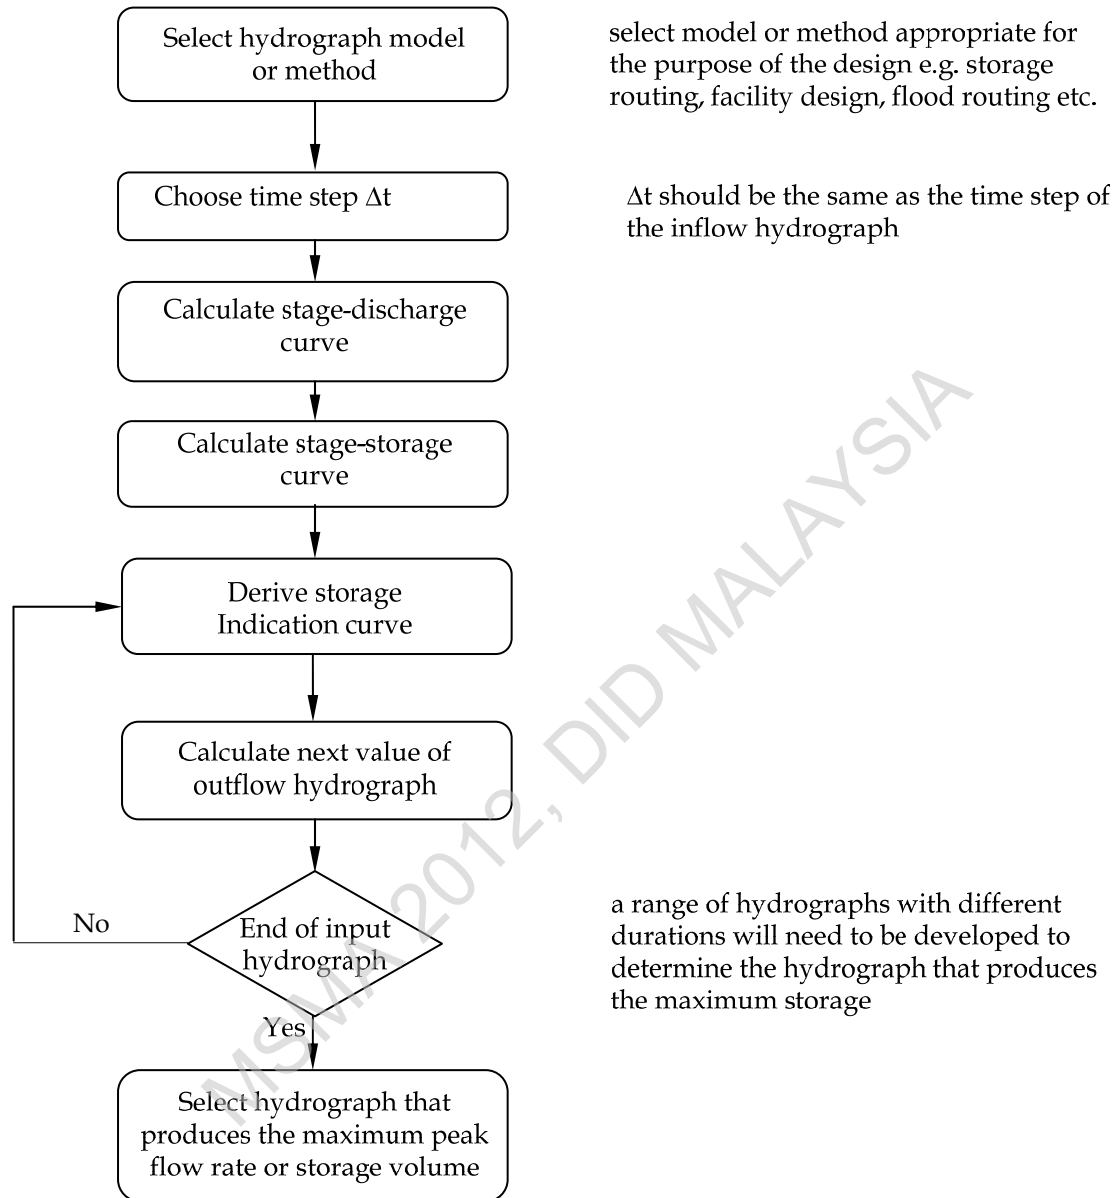 Select hydrograph model
or method
select model or method appropriate for
the purpose of the design e.g. storage
routing, facility design, flood routing etc.
Choose time step Δt
Δt should be the same as the time step of
the inflow hydrograph
Calculate stage-discharge
curve
Calculate stage-storage
curve
Derive storage
Indication curve
Calculate next value of
outflow hydrograph
End of input
hydrograph
No
Yes
a range of hydrographs with different
durations will need to be developed to
determine the hydrograph that produces
the maximum storage
Select hydrograph that
produces the maximum peak
flow rate or storage volume
MSMA 2012, DID MALAYSIA